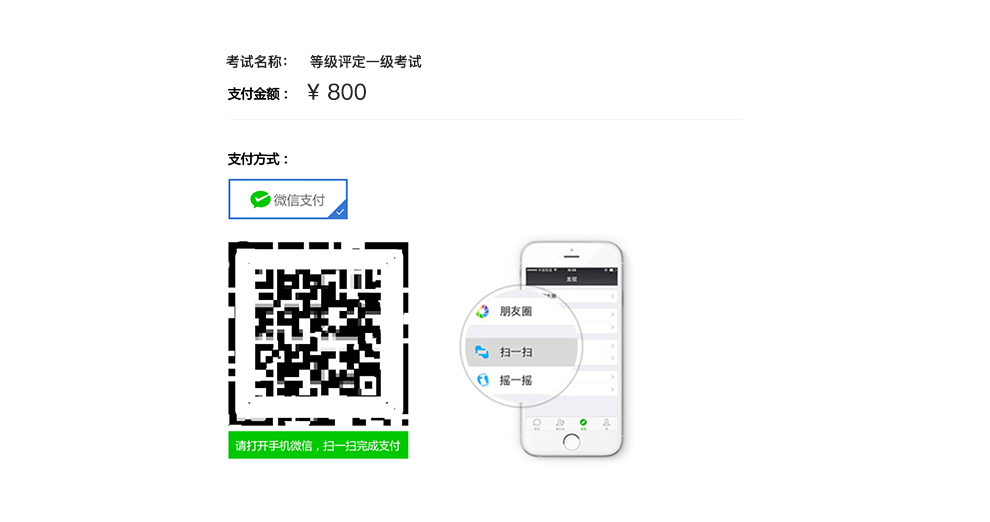 考试名称： 等级评定一级考试
支付金额： ¥ 800
支付方式：
微信支付
发现
朋友圈
扫一扫
摇一摇
请打开手机微信，扫一扫完成支付